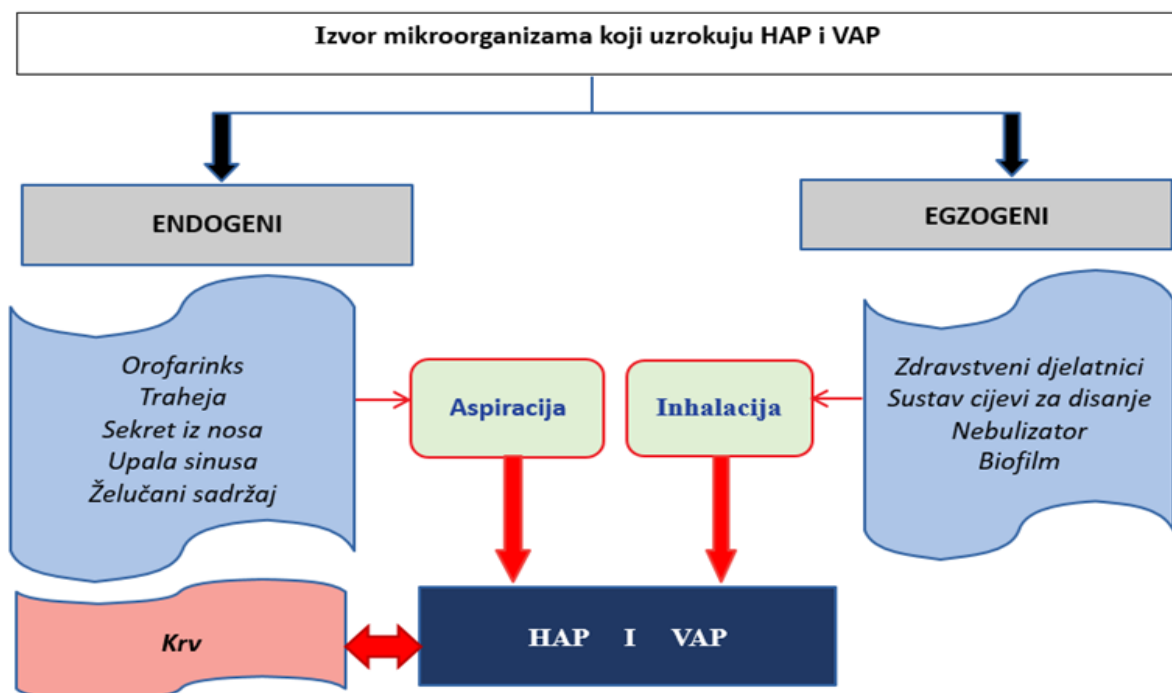 Izvor mikroorganizama koji uzrokuju HAP i VAP
ENDOGENI
EGZOGENI
Orofarinks
Traheja
Sekret iz nosa
Upala sinusa
Želučani sadržaj
Aspiracija
Inhalacija
Zdravstveni djelatnici
Sustav cijevi za disanje
Nebulizator
Biofilm
Krv
HAP I VAP